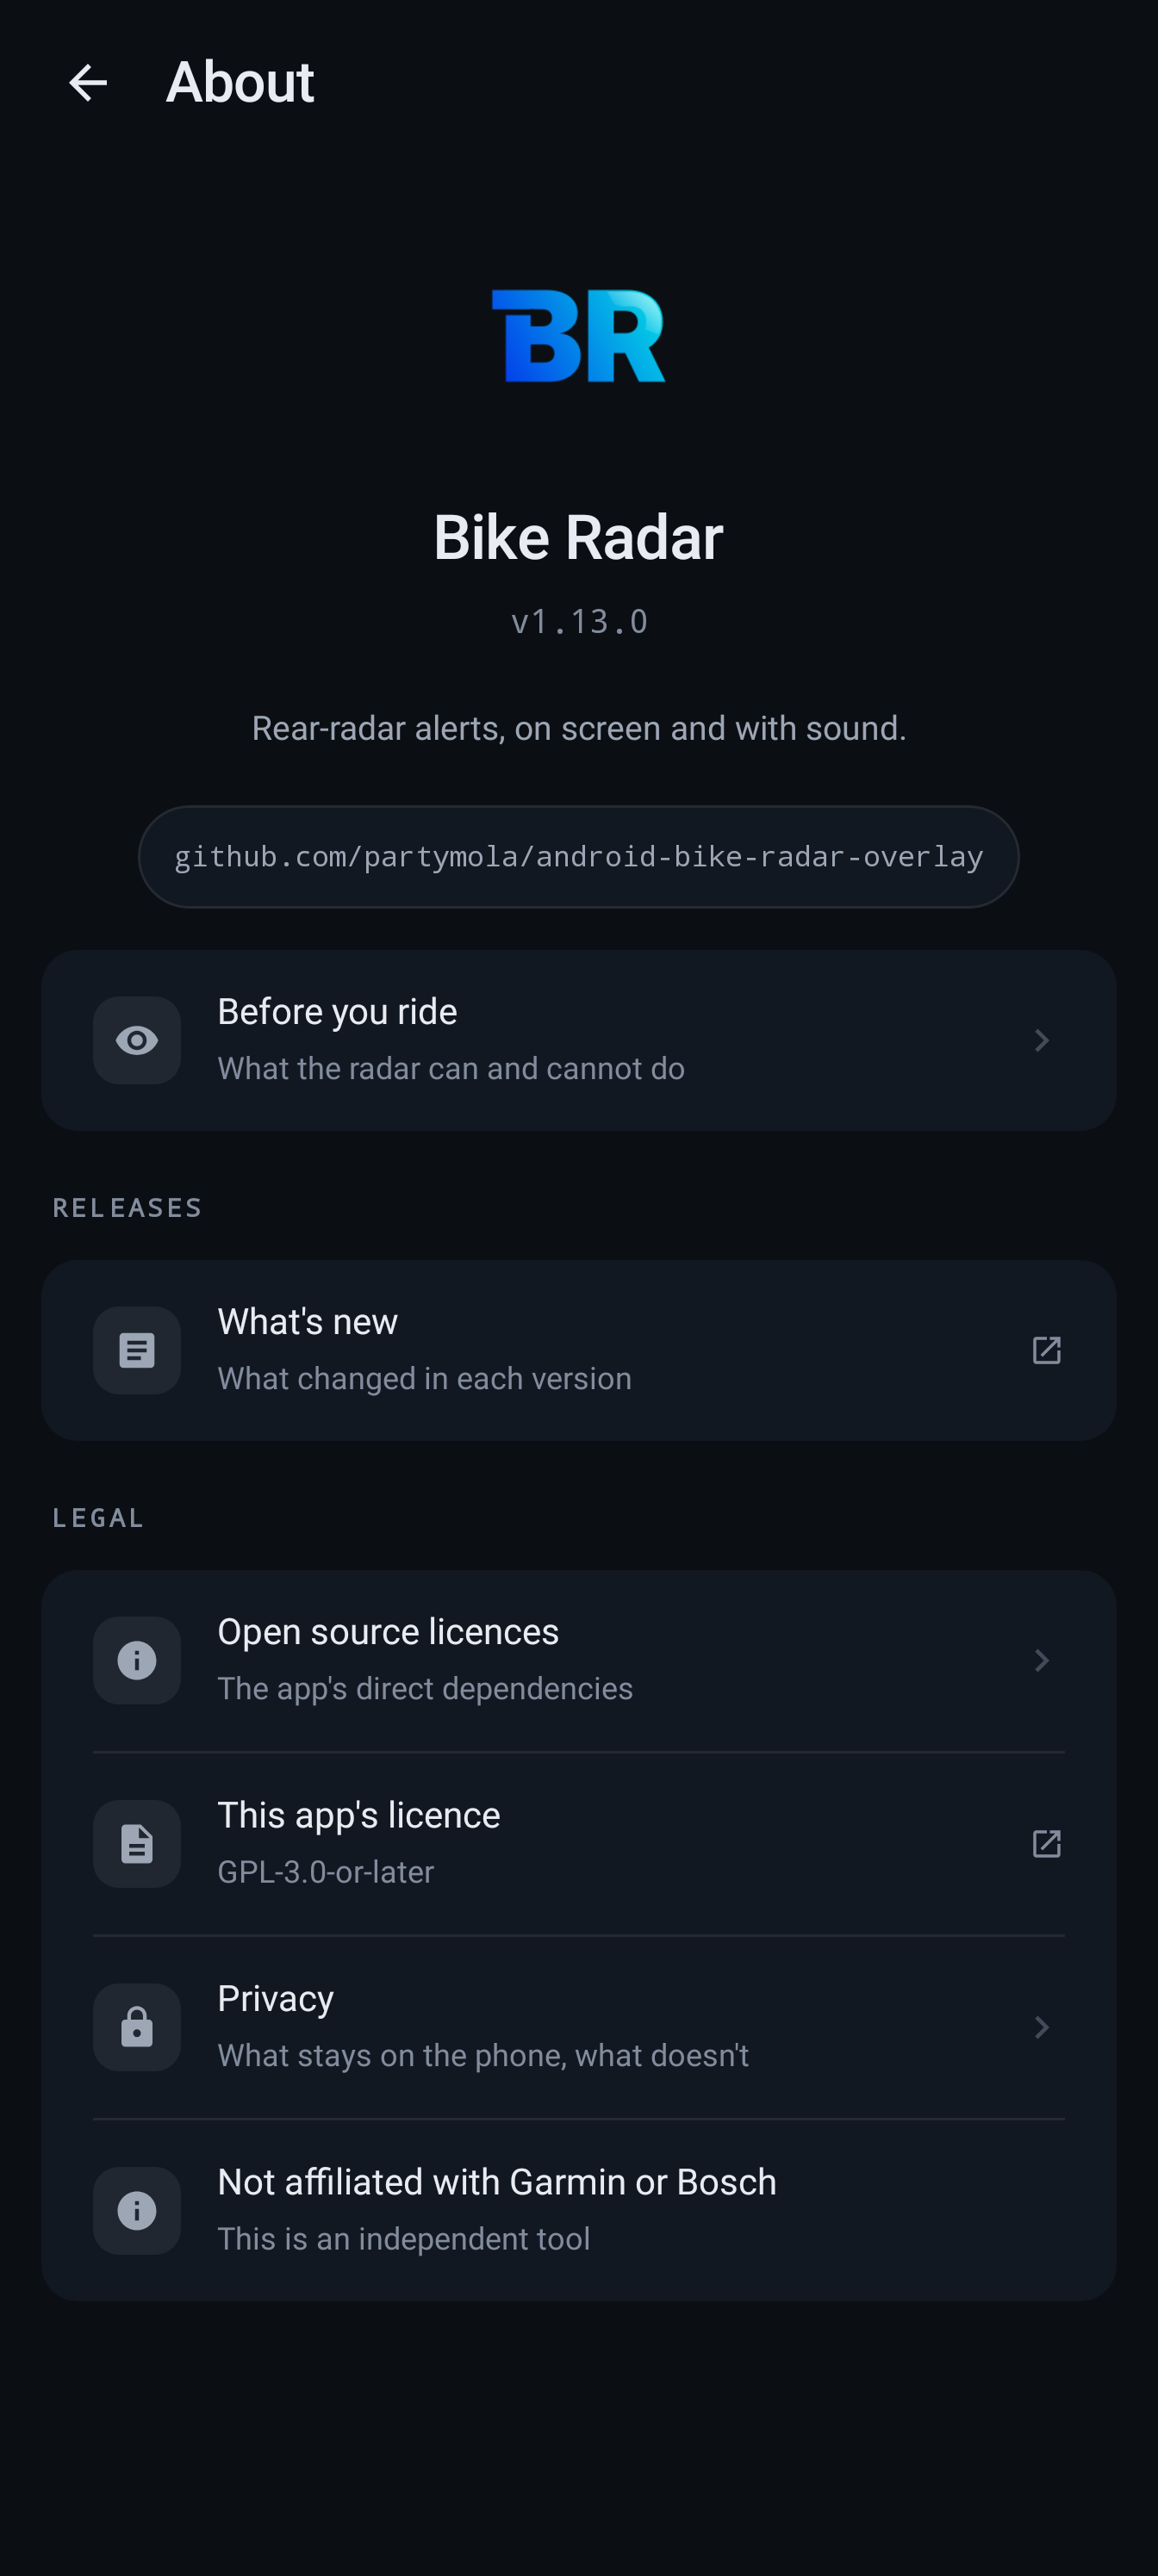 About
BR
Bike Radar
v1.13.0
Rear-radar alerts, on screen and with sound.
github.com/partymola/android-bike-radar-overlay
Before you ride
What the radar can and cannot do
RELEASES
What's new
What changed in each version
LEGAL
Open source licences
The app's direct dependencies
This app's licence
GPL-3.0-or-later
Privacy
What stays on the phone, what doesn't
Not affiliated with Garmin or Bosch
This is an independent tool